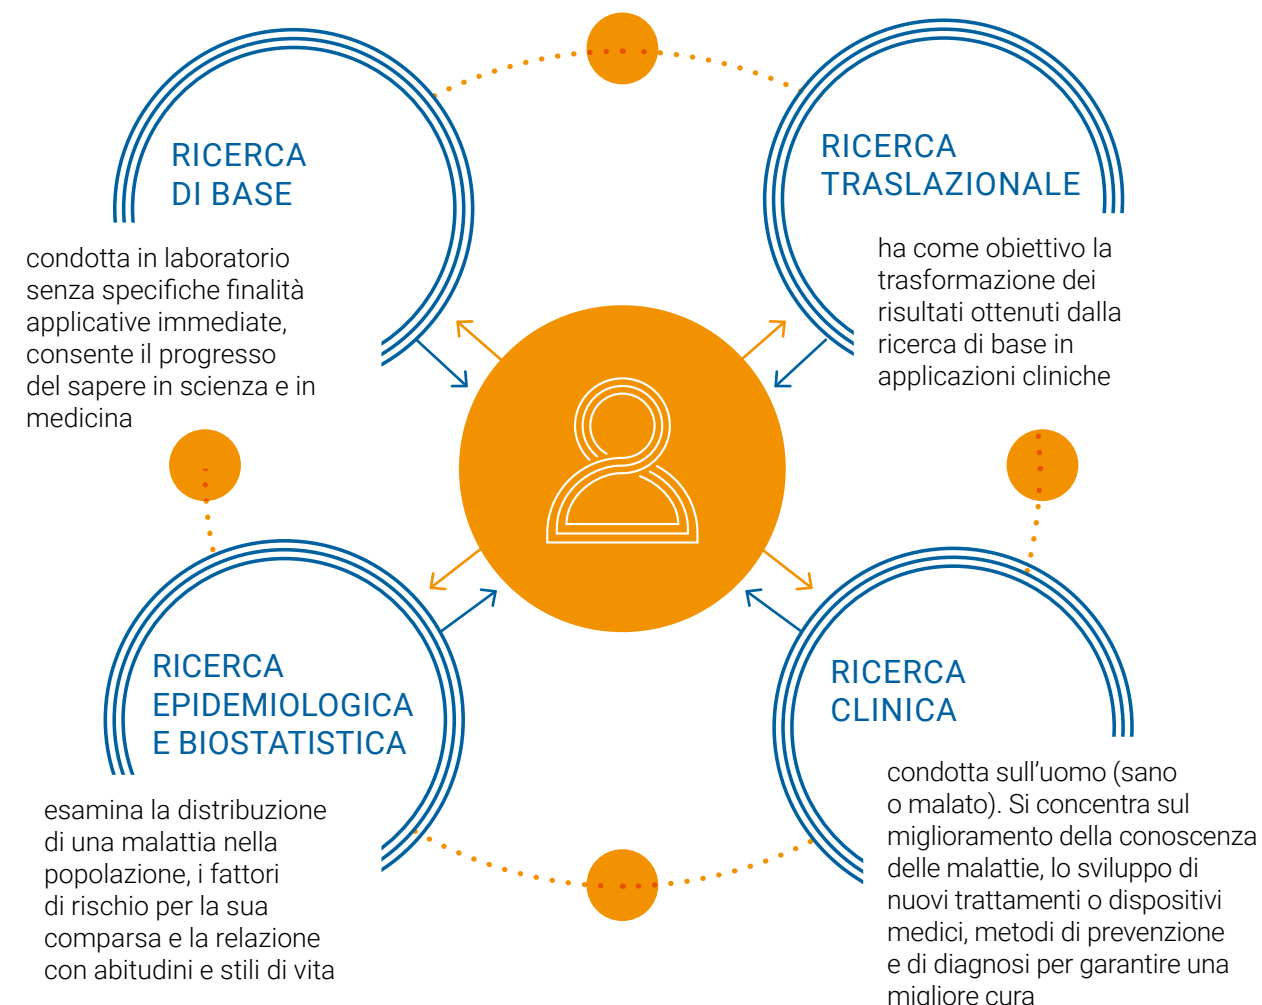 RICERCA
DI BASE
condotta in laboratorio
senza specifiche finalità
applicative immediate,
consente il progresso
del sapere in scienza e in
medicina
RICERCA
TRASLAZIONALE
ha come obiettivo la
trasformazione dei
risultati ottenuti dalla
ricerca di base in
applicazioni cliniche
RICERCA
EPIDEMIOLOGICA
E BIOSTATISTICA
esamina la distribuzione
di una malattia nella
popolazione, i fattori
di rischio per la sua
comparsa e la relazione
con abitudini e stili di vita
RICERCA
CLINICA
condotta sull’uomo (sano
o malato). Si concentra sul
miglioramento della conoscenza
delle malattie, lo sviluppo di
nuovi trattamenti o dispositivi
medici, metodi di prevenzione
e di diagnosi per garantire una
migliore cura